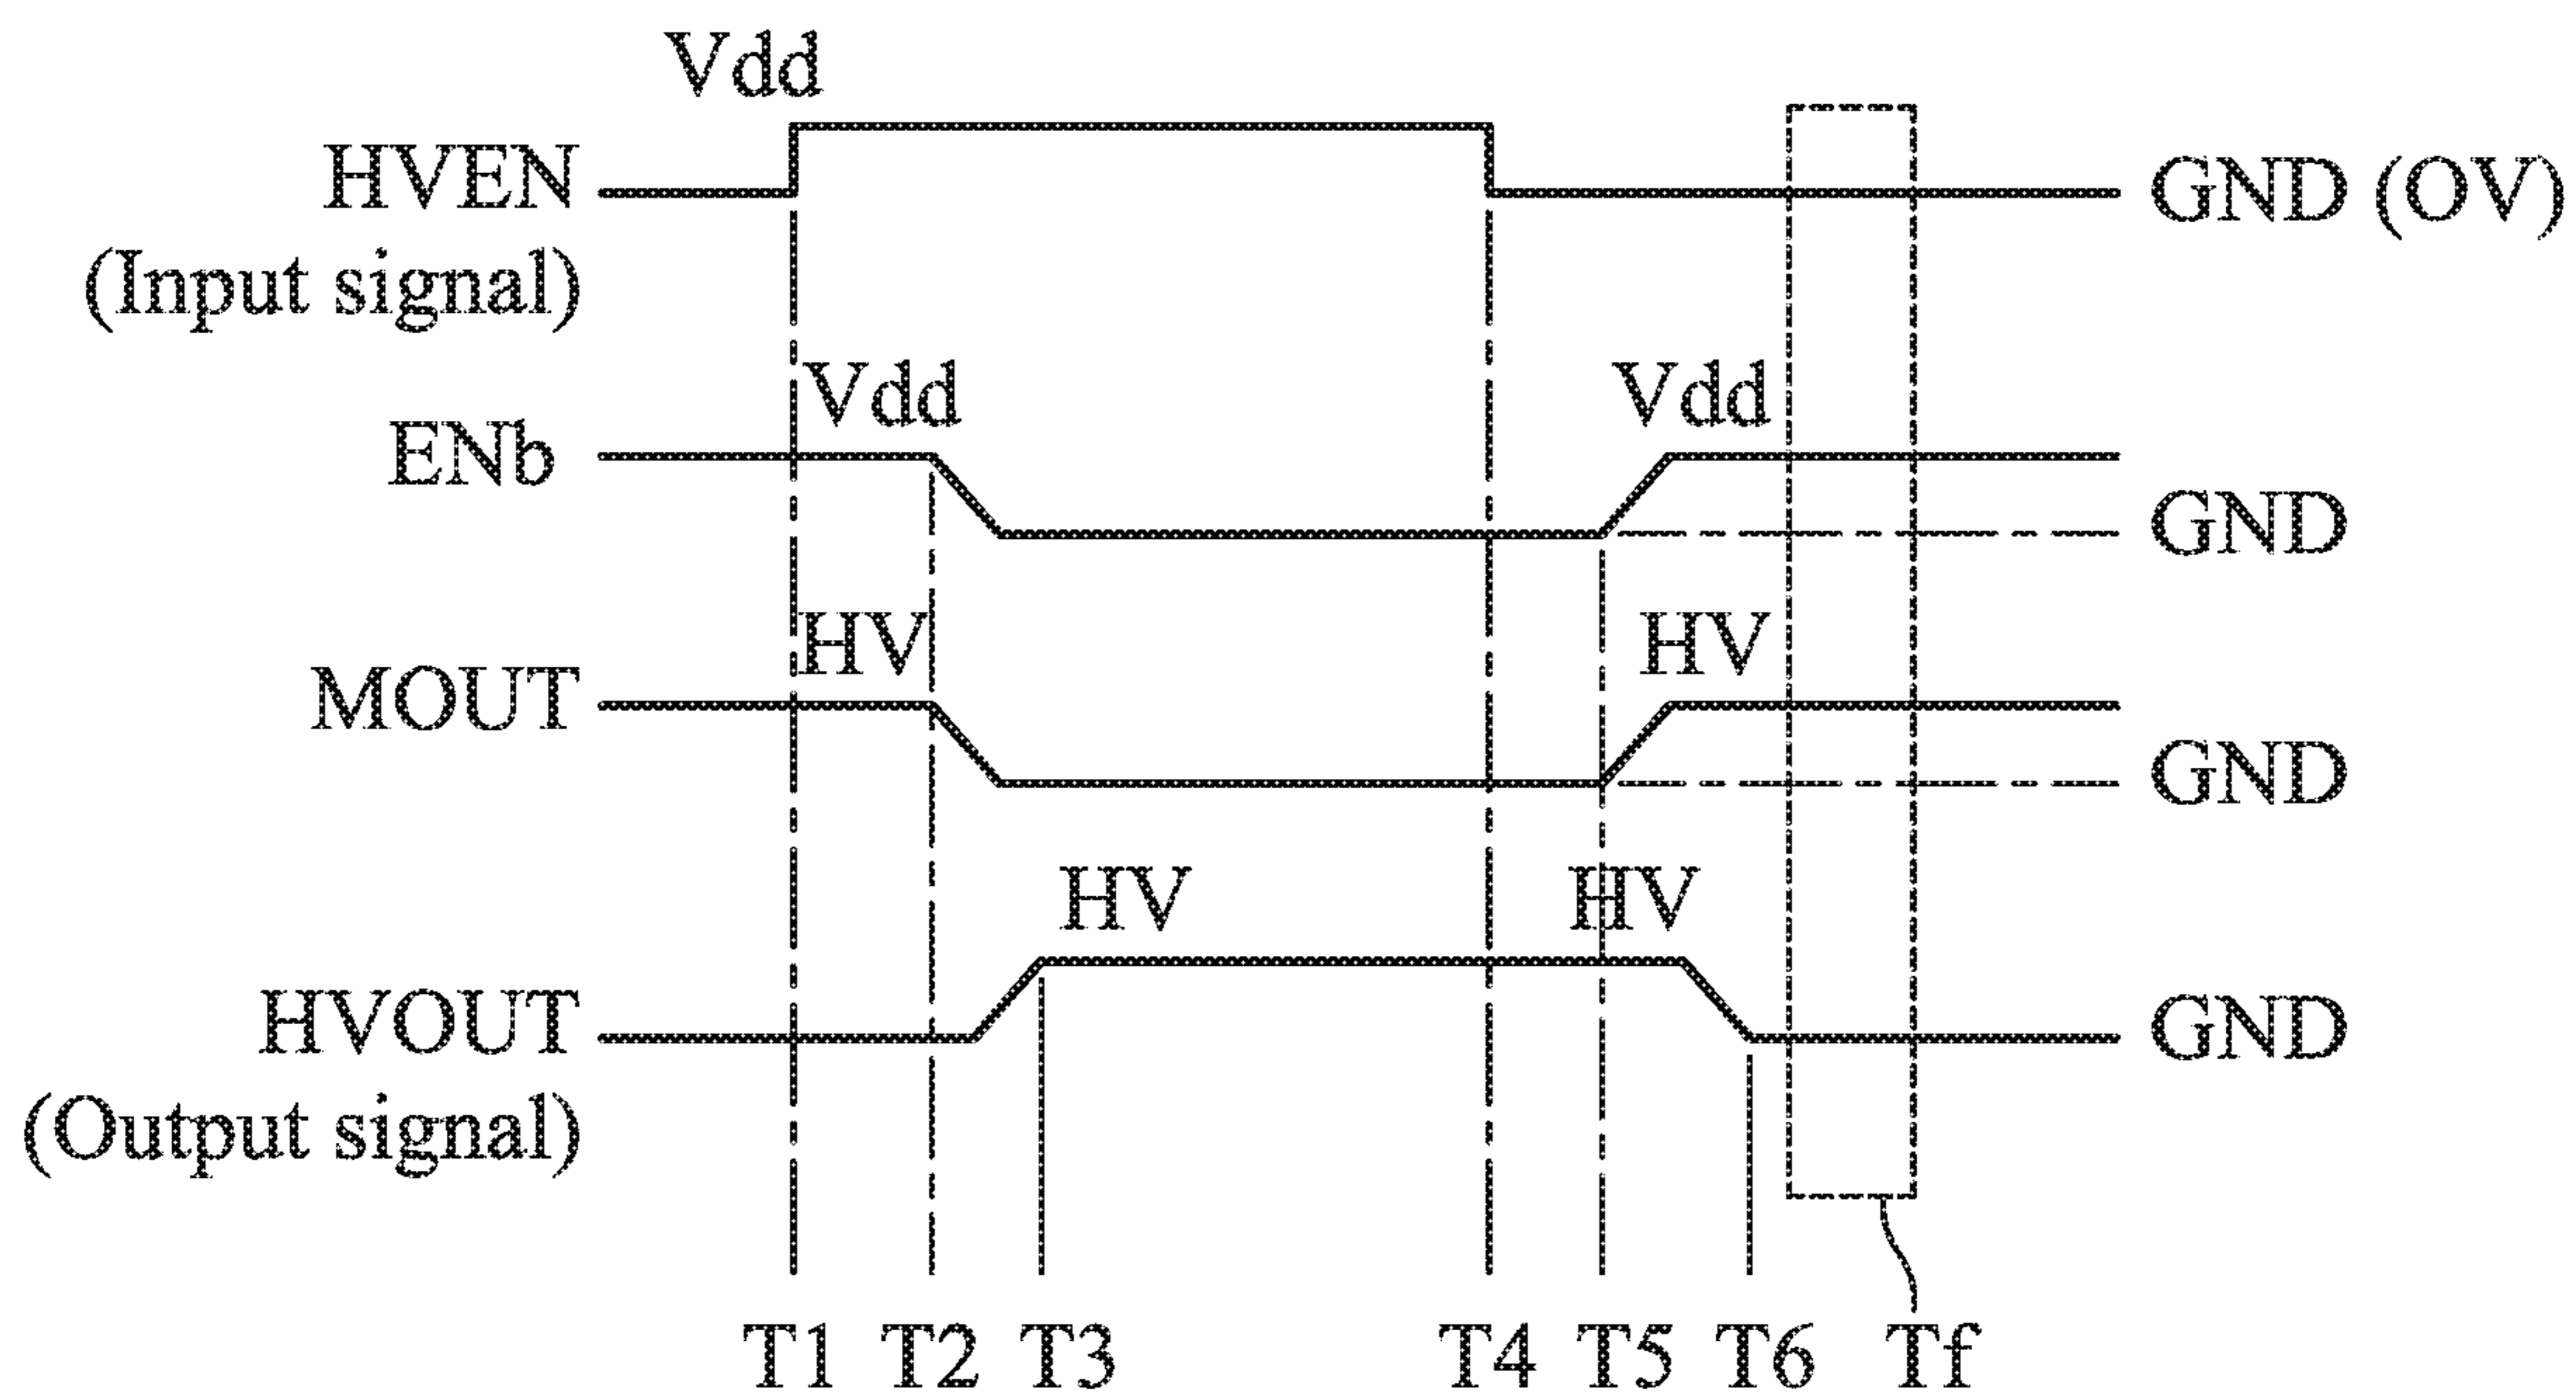 Vdd
HVEN
(Input signal)
GND (OV)
Vdd
Vdd
ENb
GND
HV
HV
MOUT
GND
HV
HV
HVOUT
(Output signal)
GND
T1 T2 T3 T4 T5 T6 Tf